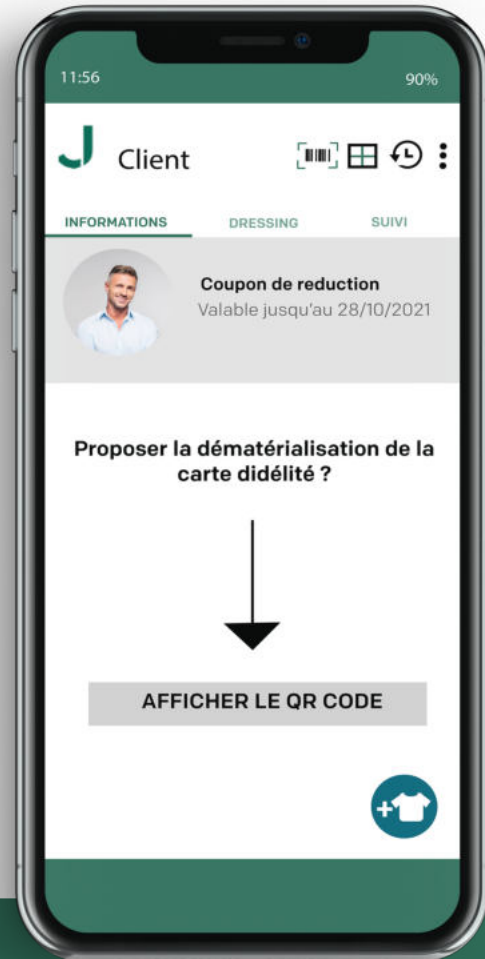 11:56 90%
J Client
INFORMATIONS DRESSING SUIVI
Coupon de reduction
Valable jusqu'au 28/10/2021
Proposer la dématérialisation de la
carte didélité ?
AFFICHER LE QR CODE
+